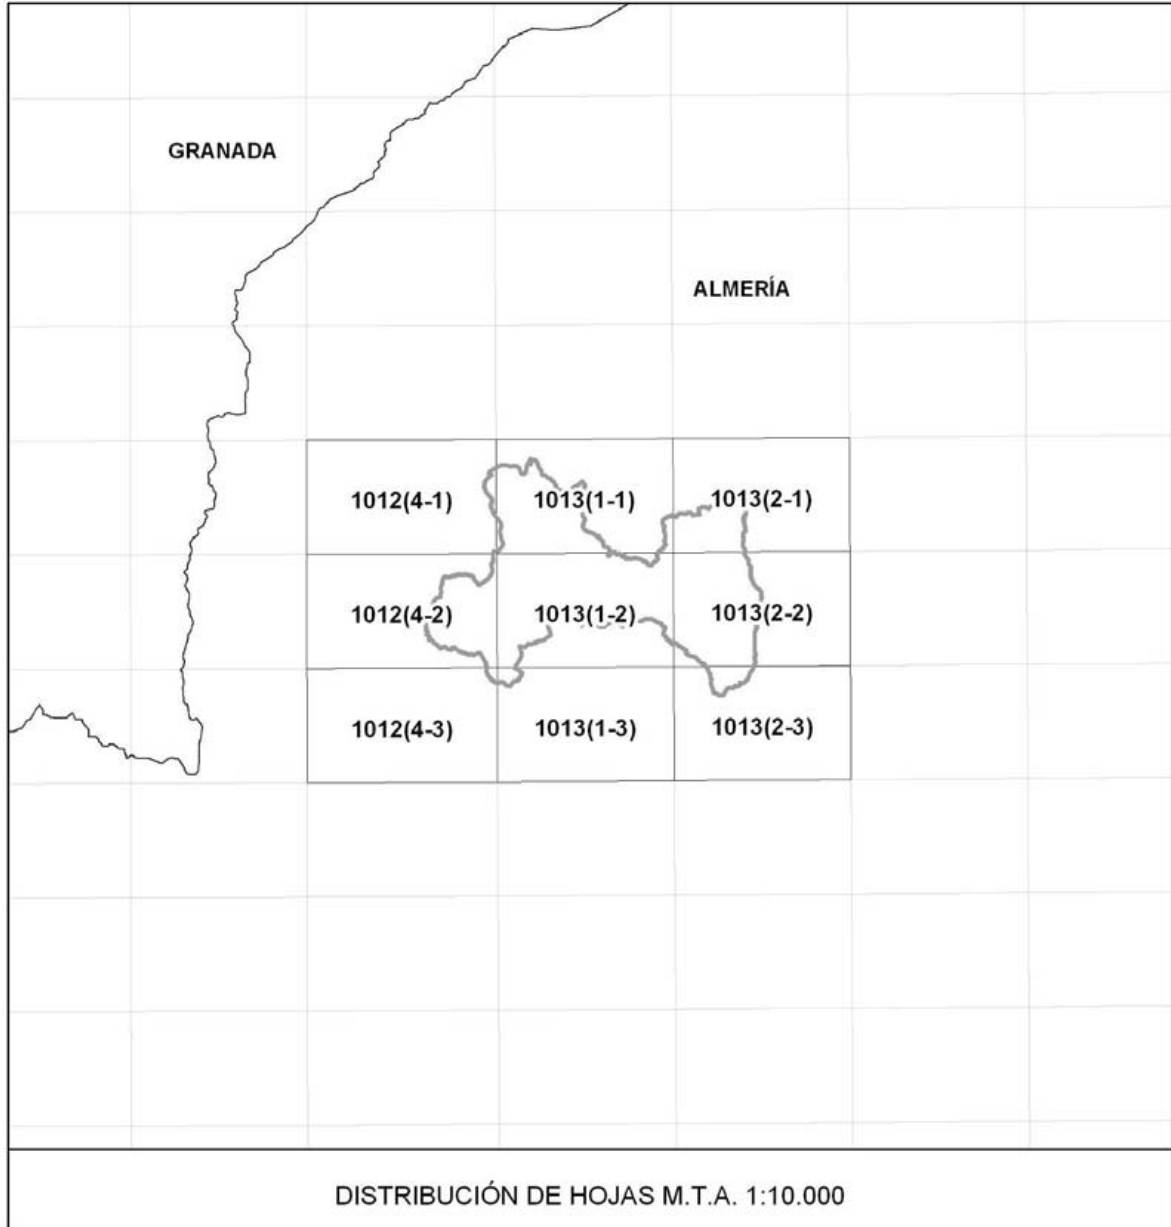 GRANADA
ALMERÍA
1012(4-1) 1013(1-1) 1013(2-1)
1012(4-2) 1013(1-2) 1013(2-2)
1012(4-3) 1013(1-3) 1013(2-3)
DISTRIBUCIÓN DE HOJAS M.T.A. 1:10.000